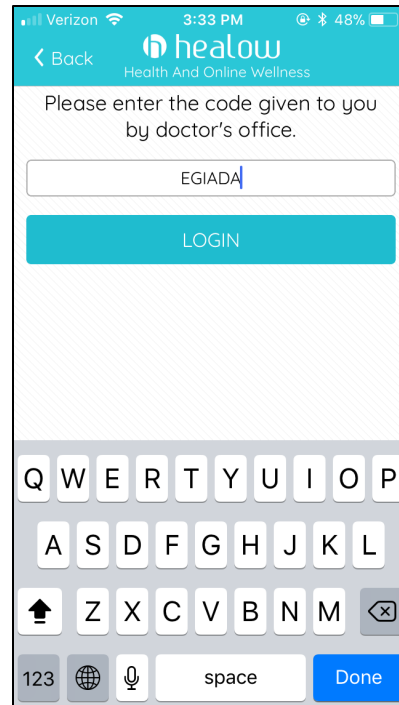 Verizon 3:33 PM 48%
Back healow
Health And Online Wellness
Please enter the code given to you
by doctor's office.
EGIADA
LOGIN
Q W E R T Y U I O P
A S D F G H J K L
Z X C V B N M
123 space Done